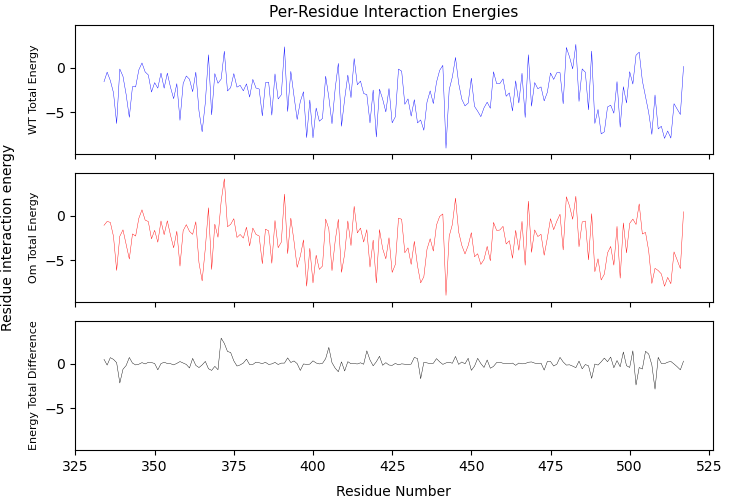 Per-Residue Interaction Energies
Residue interaction energy
WT Total Energy
0
−5
Om Total Energy
0
−5
Energy Total Difference
0
−5
325 350 375 400 425 450 475 500 525
Residue Number